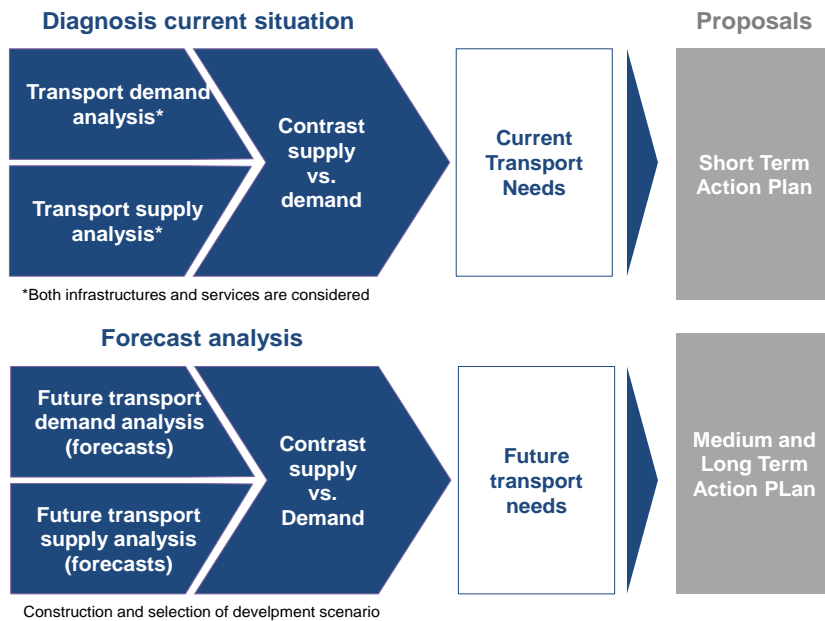 Diagnosis current situation
Proposals
Transport demand
analysis*
Transport supply
analysis*
Contrast
supply
vs.
demand
Current
Transport
Needs
Short Term
Action Plan
*Both infrastructures and services are considered
Forecast analysis
Future transport
demand analysis
(forecasts)
Future transport
supply analysis
(forecasts)
Contrast
supply
vs.
Demand
Future
transport
needs
Medium and
Long Term
Action PLan
Construction and selection of develpment scenario